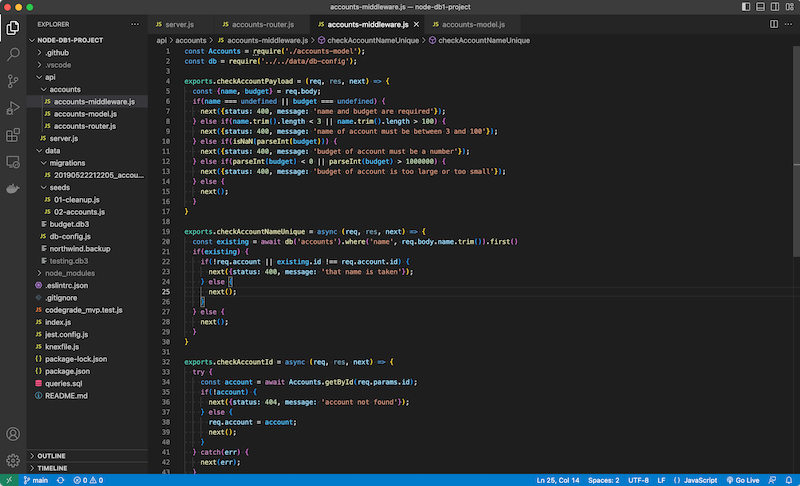 accounts-middleware.js — node-db1-project
EXPLORER
NODE-DB1-PROJECT
.github
.vscode
api
accounts
accounts-middleware.js
accounts-model.js
accounts-router.js
server.js
data
migrations
20190522212205_accou...
seeds
01-cleanup.js
02-accounts.js
budget.db3
db-config.js
northwind.backup
testing.db3
node_modules
.eslintrc.json
.gitignore
codegrade_mvp.test.js
index.js
jest.config.js
knexfile.js
package-lock.json
package.json
queries.sql
README.md
OUTLINE
TIMELINE
JS server.js JS accounts-router.js JS accounts-middleware.js JS accounts-model.js
api > accounts > JS accounts-middleware.js > checkAccountNameUnique > checkAccountNameUnique
1 const Accounts = require('./accounts-model');
2 const db = require('../../data/db-config');
3
4 exports.checkAccountPayload = (req, res, next) => {
5 const {name, budget} = req.body;
6 if(name === undefined || budget === undefined) {
7 next({status: 400, message: 'name and budget are required'});
8 } else if(name.trim().length < 3 || name.trim().length > 100) {
9 next({status: 400, message: 'name of account must be between 3 and 100'});
10 } else if(isNaN(parseInt(budget))) {
11 next({status: 400, message: 'budget of account must be a number'});
12 } else if(parseInt(budget) < 0 || parseInt(budget) > 1000000) {
13 next({status: 400, message: 'budget of account is too large or too small'});
14 } else {
15 next();
16 }
17 }
18
19 exports.checkAccountNameUnique = async (req, res, next) => {
20 const existing = await db('accounts').where('name', req.body.name.trim()).first()
21 if(existing) {
22 if(!req.account || existing.id !== req.account.id) {
23 next({status: 400, message: 'that name is taken'});
24 } else {
25 next();
26 }
27 } else {
28 next();
29 }
30 }
31
32 exports.checkAccountId = async (req, res, next) => {
33 try {
34 const account = await Accounts.getById(req.params.id);
35 if(!account) {
36 next({status: 404, message: 'account not found'});
37 } else {
38 req.account = account;
39 next();
40 }
41 } catch(err) {
42 next(err);
43 }
main 0 0 Ln 25, Col 14 Spaces: 2 UTF-8 LF {} JavaScript Go Live